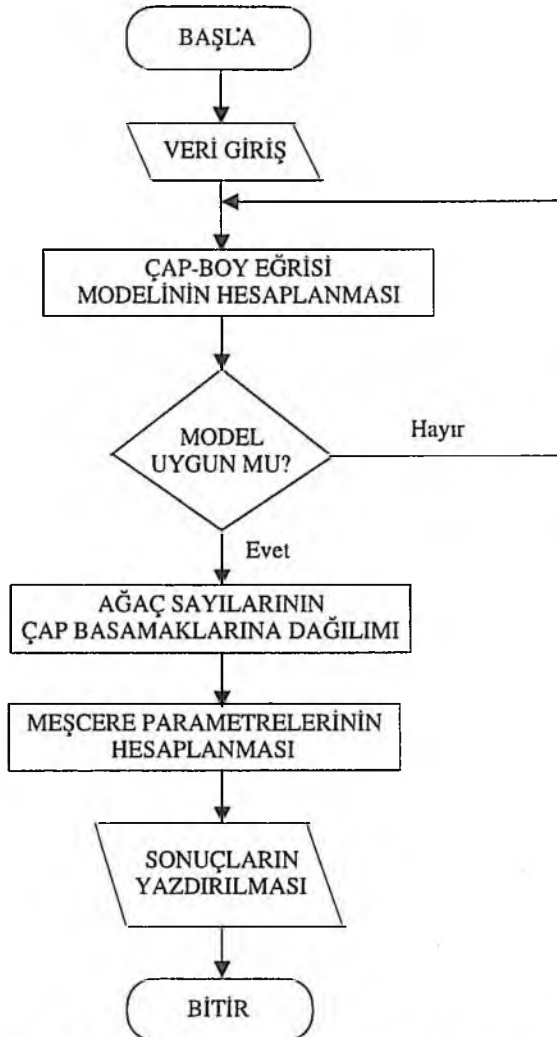 BAŞLA
VERİ GİRİŞ
ÇAP-BOY EĞRİSİ
MODELİNİN HESAPLANMASI
MODEL
UYGUN MU?
Hayır
Evet
AĞAÇ SAYILARININ
ÇAP BASAMAKLARINA DAĞILIMI
MEŞCERE PARAMETRELERİNİN
HESAPLANMASI
SONUÇLARIN
YAZDIRILMASI
BİTİR